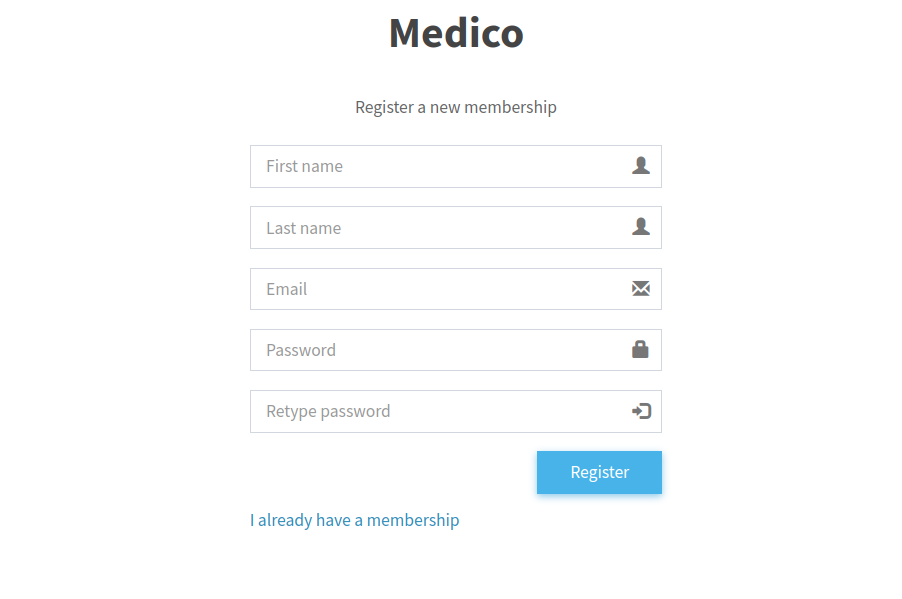 Medico
Register a new membership
First name
Last name
Email
Password
Retype password
Register
I already have a membership